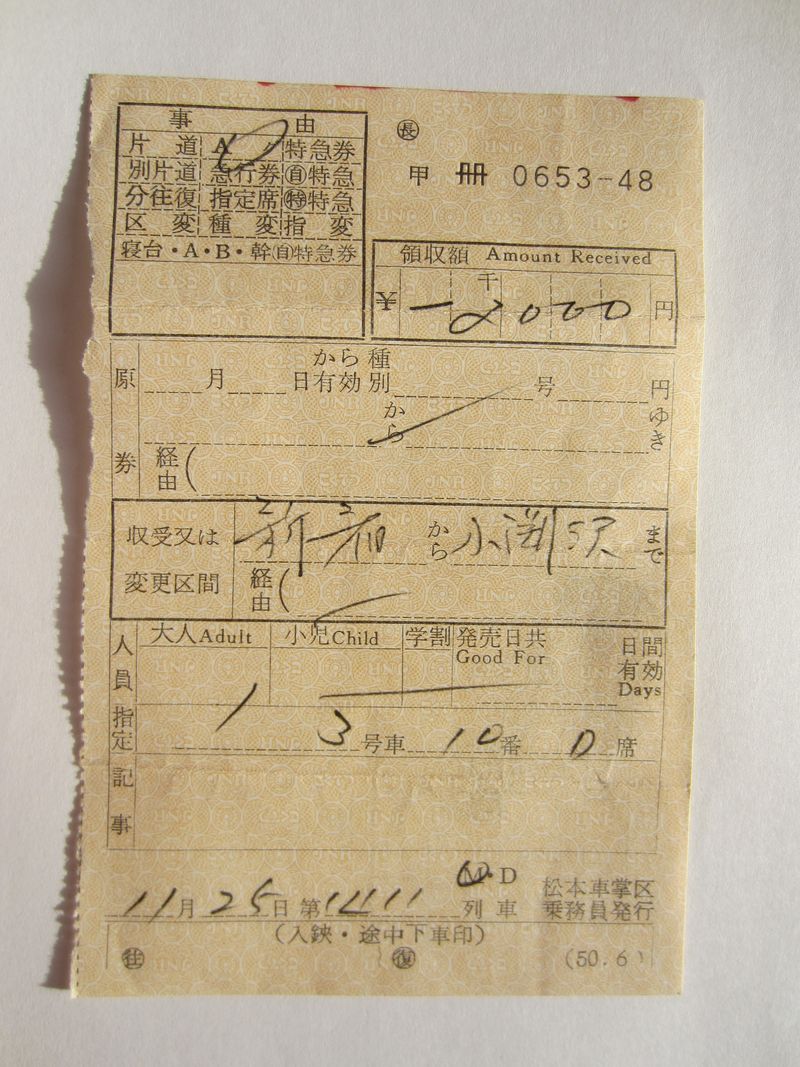 事 由
長
片道 A 特急券
甲 冊 0653-48
別片道 急行券 自特急
分往復 指定席 特特急
区変 種変 指変
寝台・A・B・幹自特急券
領収額 Amount Received
千
¥ 2000 円
原券
月 日から有効 種別 号 円
から ゆき
経由(
収受又は変更区間
新宿 から 小渕沢 まで
経由(
人員
大人Adult 小児Child 学割 発売日共 Good For 日間有効 Days
1
指定
3 号車 10 番 D 席
記事
M.D 松本車掌区
11月25日 第 列車 乗務員発行
(入鋏・途中下車印)
往 復 (50.6)
JNR